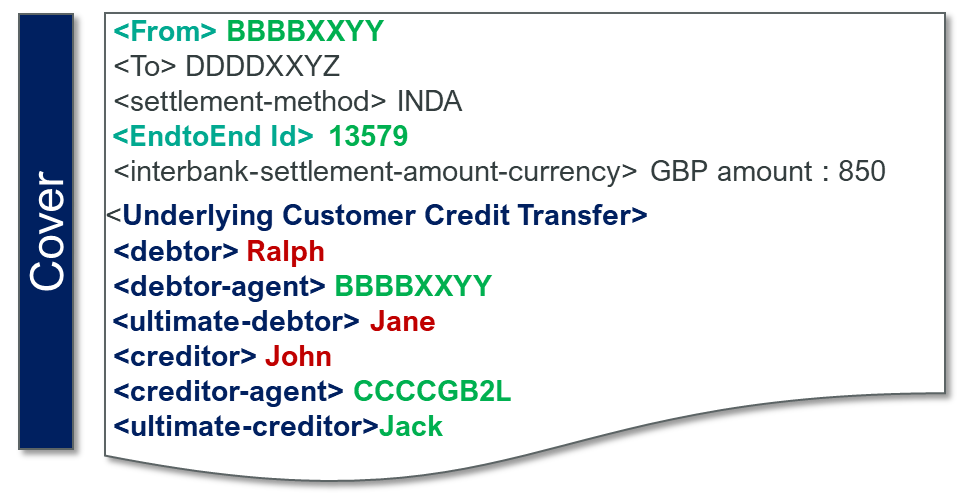 Cover
<From> BBBBXXYY
<To> DDDDXXYZ
<settlement-method> INDA
<EndtoEnd Id> 13579
<interbank-settlement-amount-currency> GBP amount : 850
<Underlying Customer Credit Transfer>
<debtor> Ralph
<debtor-agent> BBBBXXYY
<ultimate-debtor> Jane
<creditor> John
<creditor-agent> CCCCGB2L
<ultimate-creditor>Jack